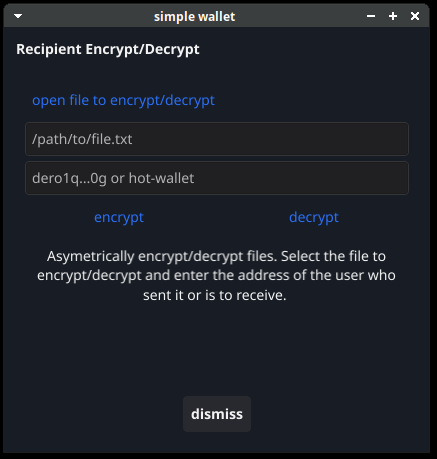 simple wallet
Recipient Encrypt/Decrypt
open file to encrypt/decrypt
/path/to/file.txt
dero1q...0g or hot-wallet
encrypt decrypt
Asymetrically encrypt/decrypt files. Select the file to
encrypt/decrypt and enter the address of the user who
sent it or is to receive.
dismiss